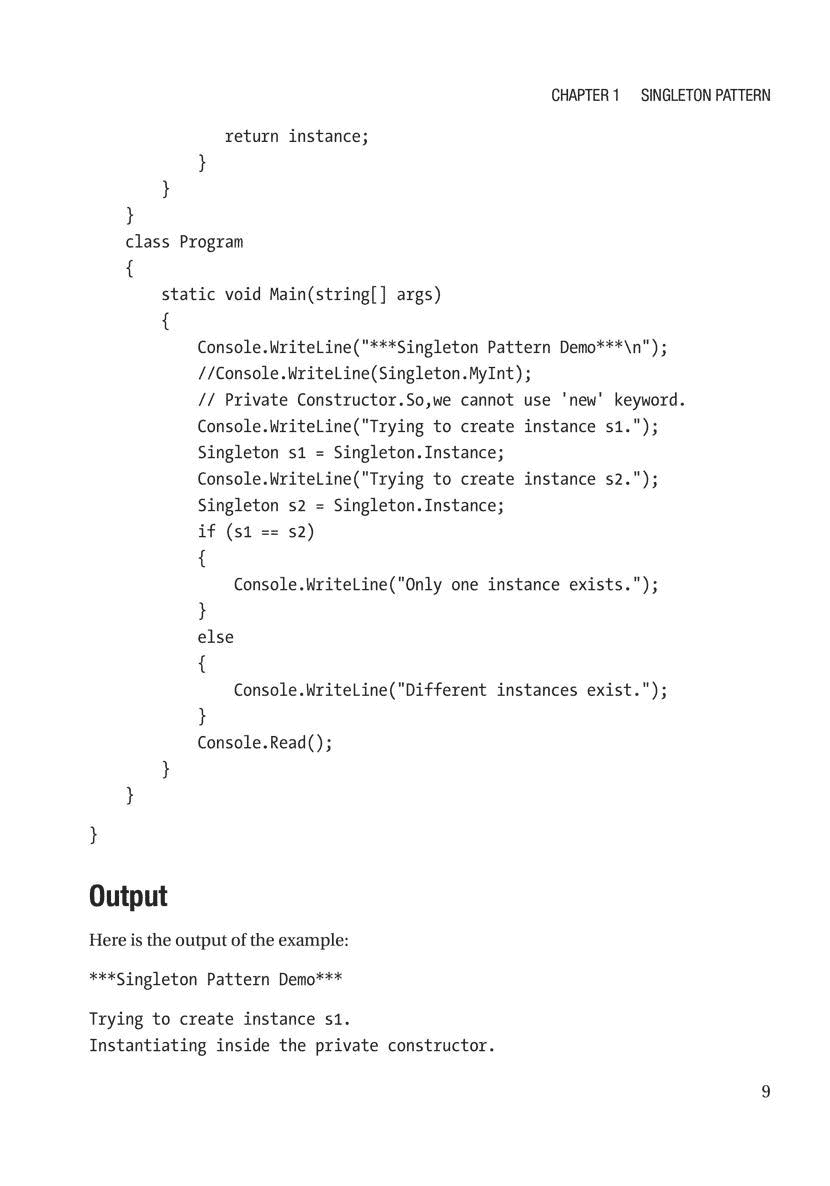 CHAPTER 1 SINGLETON PATTERN
return instance;
}
}
}
class Program
{
static void Main(string[] args)
{
Console.WriteLine("***Singleton Pattern Demo***\n");
//Console.WriteLine(Singleton.MyInt);
// Private Constructor.So,we cannot use 'new' keyword.
Console.WriteLine("Trying to create instance s1.");
Singleton s1 = Singleton.Instance;
Console.WriteLine("Trying to create instance s2.");
Singleton s2 = Singleton.Instance;
if (s1 == s2)
{
Console.WriteLine("Only one instance exists.");
}
else
{
Console.WriteLine("Different instances exist.");
}
Console.Read();
}
}
}
Output
Here is the output of the example:
***Singleton Pattern Demo***
Trying to create instance s1.
Instantiating inside the private constructor.
9